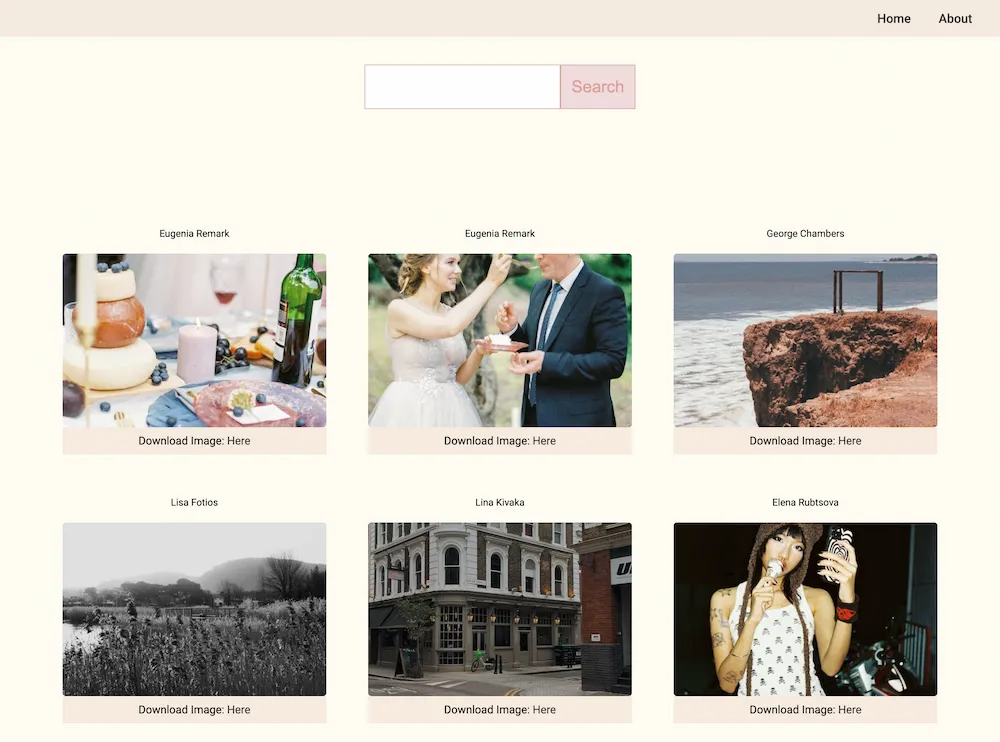 Home About
Search
Eugenia Remark
Eugenia Remark
George Chambers
Download Image: Here
Download Image: Here
Download Image: Here
Lisa Fotios
Lina Kivaka
Elena Rubtsova
Download Image: Here
Download Image: Here
Download Image: Here